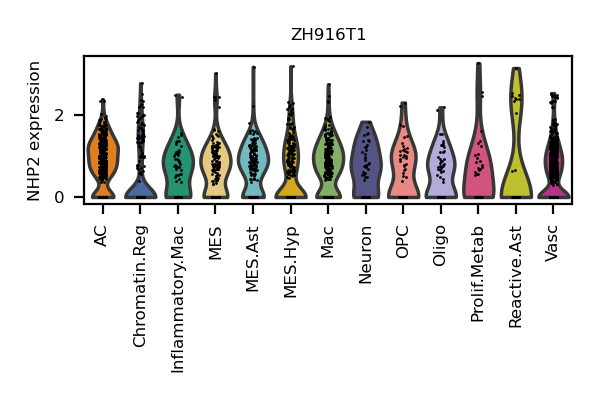 ZH916T1
NHP2 expression
2
0
AC
Chromatin.Reg
Inflammatory.Mac
MES
MES.Ast
MES.Hyp
Mac
Neuron
OPC
Oligo
Prolif.Metab
Reactive.Ast
Vasc